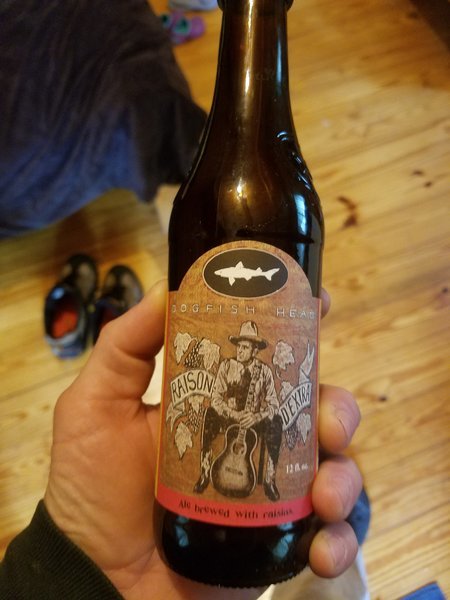 DOGFISH HEAD
RAISON
D'EXTRA
12 fl. oz.
Ale brewed with raisins